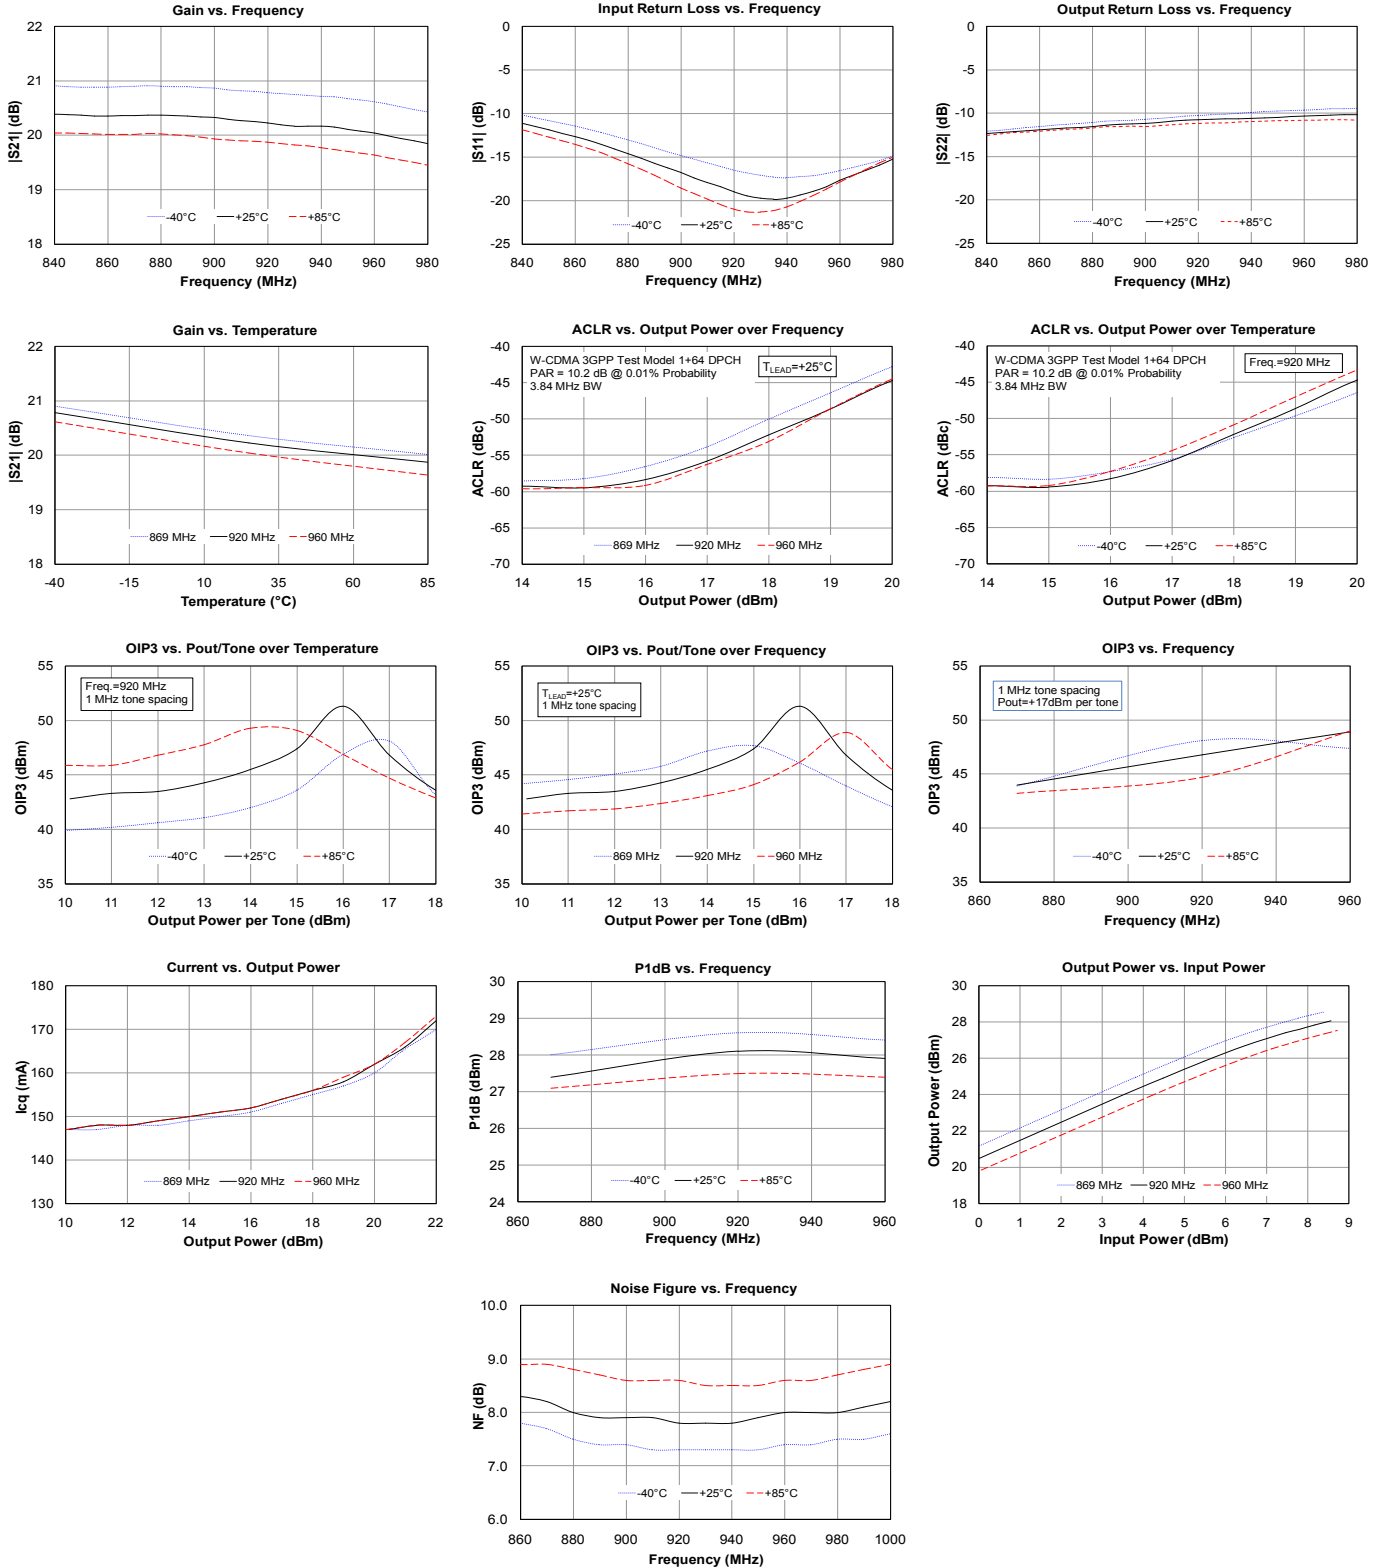 Gain vs. Frequency
22
21
20
19
18
|S21| (dB)
-40°C +25°C +85°C
840 860 880 900 920 940 960 980
Frequency (MHz)
Input Return Loss vs. Frequency
0
-5
-10
-15
-20
-25
|S11| (dB)
-40°C +25°C +85°C
840 860 880 900 920 940 960 980
Frequency (MHz)
Output Return Loss vs. Frequency
0
-5
-10
-15
-20
-25
|S22| (dB)
-40°C +25°C +85°C
840 860 880 900 920 940 960 980
Frequency (MHz)
Gain vs. Temperature
22
21
20
19
18
|S21| (dB)
869 MHz 920 MHz 960 MHz
-40 -15 10 35 60 85
Temperature (°C)
ACLR vs. Output Power over Frequency
W-CDMA 3GPP Test Model 1+64 DPCH
PAR = 10.2 dB @ 0.01% Probability
3.84 MHz BW
TLEAD=+25°C
-40
-45
-50
-55
-60
-65
-70
ACLR (dBc)
869 MHz 920 MHz 960 MHz
14 15 16 17 18 19 20
Output Power (dBm)
ACLR vs. Output Power over Temperature
W-CDMA 3GPP Test Model 1+64 DPCH
PAR = 10.2 dB @ 0.01% Probability
3.84 MHz BW
Freq.=920 MHz
-40
-45
-50
-55
-60
-65
-70
ACLR (dBc)
-40°C +25°C +85°C
14 15 16 17 18 19 20
Output Power (dBm)
OIP3 vs. Pout/Tone over Temperature
Freq.=920 MHz
1 MHz tone spacing
55
50
45
40
35
OIP3 (dBm)
-40°C +25°C +85°C
10 11 12 13 14 15 16 17 18
Output Power per Tone (dBm)
OIP3 vs. Pout/Tone over Frequency
TLEAD=+25°C
1 MHz tone spacing
55
50
45
40
35
OIP3 (dBm)
869 MHz 920 MHz 960 MHz
10 11 12 13 14 15 16 17 18
Output Power per Tone (dBm)
OIP3 vs. Frequency
1 MHz tone spacing
Pout=+17dBm per tone
55
50
45
40
35
OIP3 (dBm)
-40°C +25°C +85°C
860 880 900 920 940 960
Frequency (MHz)
Current vs. Output Power
180
170
160
150
140
130
Icq (mA)
869 MHz 920 MHz 960 MHz
10 12 14 16 18 20 22
Output Power (dBm)
P1dB vs. Frequency
30
29
28
27
26
25
24
P1dB (dBm)
-40°C +25°C +85°C
860 880 900 920 940 960
Frequency (MHz)
Output Power vs. Input Power
30
28
26
24
22
20
18
Output Power (dBm)
869 MHz 920 MHz 960 MHz
0 1 2 3 4 5 6 7 8 9
Input Power (dBm)
Noise Figure vs. Frequency
10.0
9.0
8.0
7.0
6.0
NF (dB)
-40°C +25°C +85°C
860 880 900 920 940 960 980 1000
Frequency (MHz)